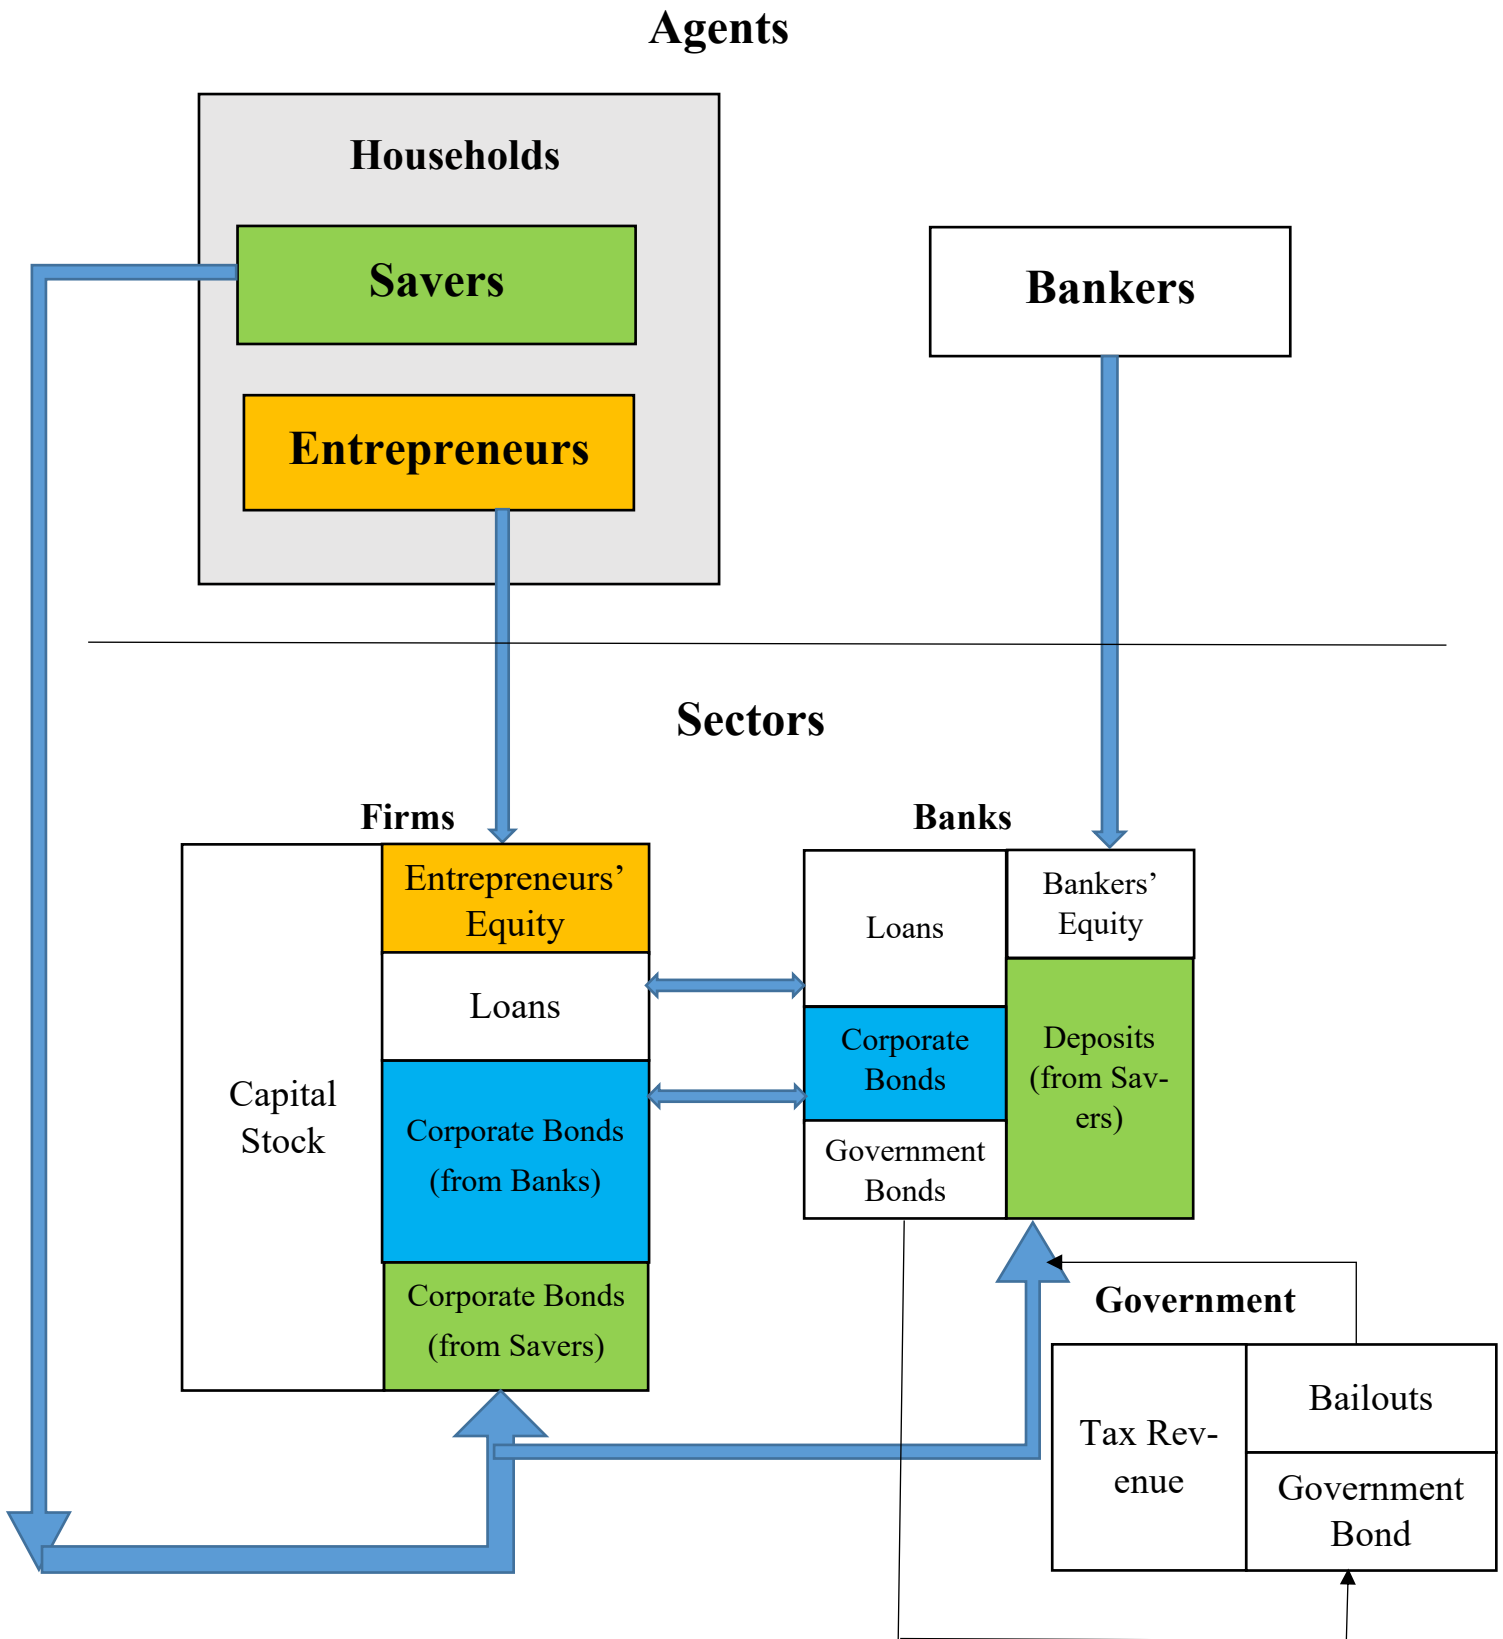 Agents
Households
Savers
Bankers
Entrepreneurs
Sectors
Firms
Banks
Capital
Stock
Entrepreneurs’
Equity
Loans
Corporate Bonds
(from Banks)
Corporate Bonds
(from Savers)
Loans
Corporate
Bonds
Government
Bonds
Bankers’
Equity
Deposits
(from Sav-
ers)
Government
Tax Rev-
enue
Bailouts
Government
Bond